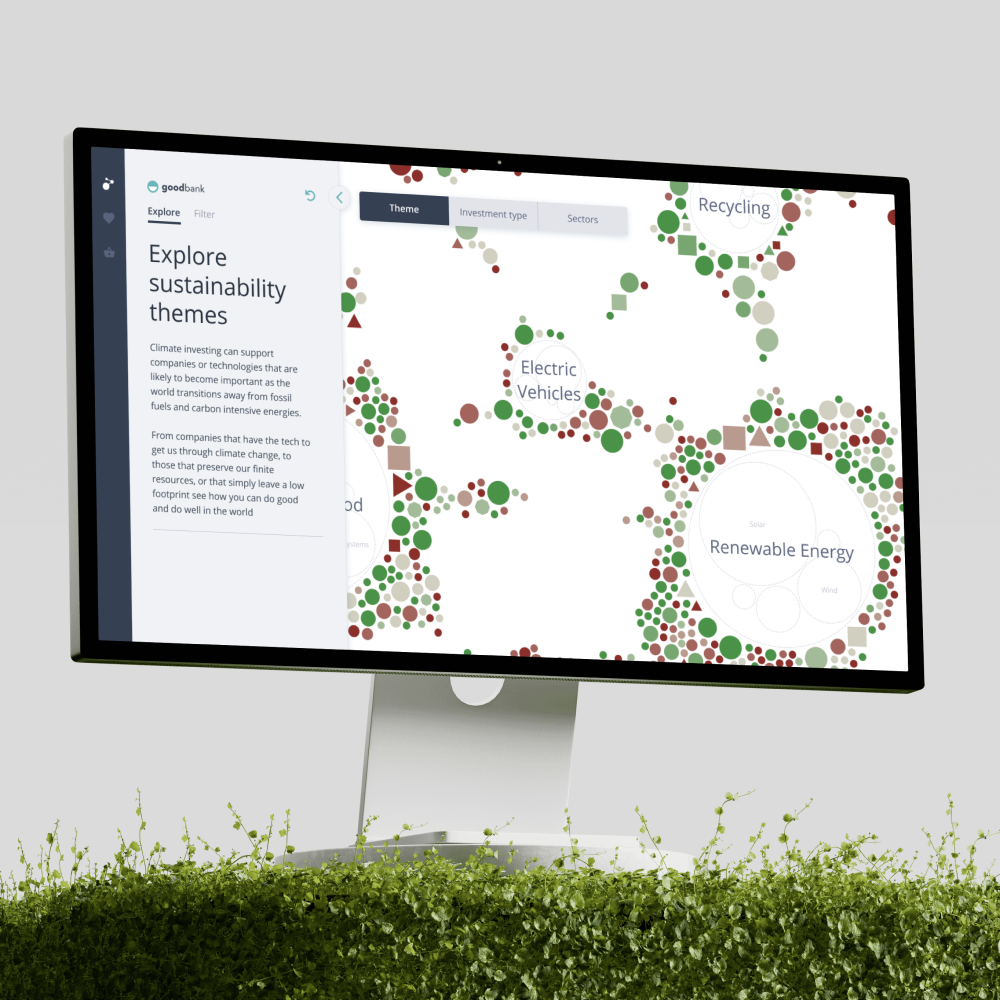 goodbank
Explore
Filter
Explore
sustainability
themes
Climate investing can support
companies or technologies that are
likely to become important as the
world transitions away from fossil
fuels and carbon intensive energies.
From companies that have the tech to
get us through climate change, to
those that preserve our finite
resources, or that simply leave a low
footprint see how you can do good
and do well in the world
Theme
Investment type
Sectors
Recycling
Electric
Vehicles
od
ystems
Solar
Renewable Energy
Wind